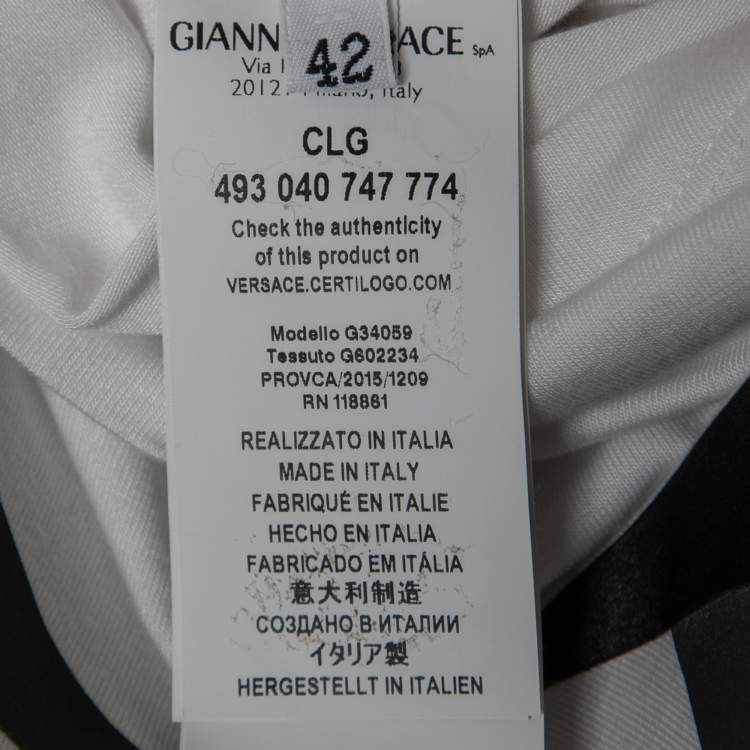 GIANN ACE SpA
42
Via
Italy
CLG
493 040 747 774
Check the authenticity
of this product on
VERSACE.CERTILOGO.COM
Modello G34059
Tessuto G602234
PROVCA/2015/1209
RN 118861
REALIZZATO IN ITALIA
MADE IN ITALY
FABRIQUÉ EN ITALIE
HECHO EN ITALIA
FABRICADO EM ITÁLIA
意大利制造
СОЗДАНО В ИТАЛИИ
イタリア製
HERGESTELLT IN ITALIEN